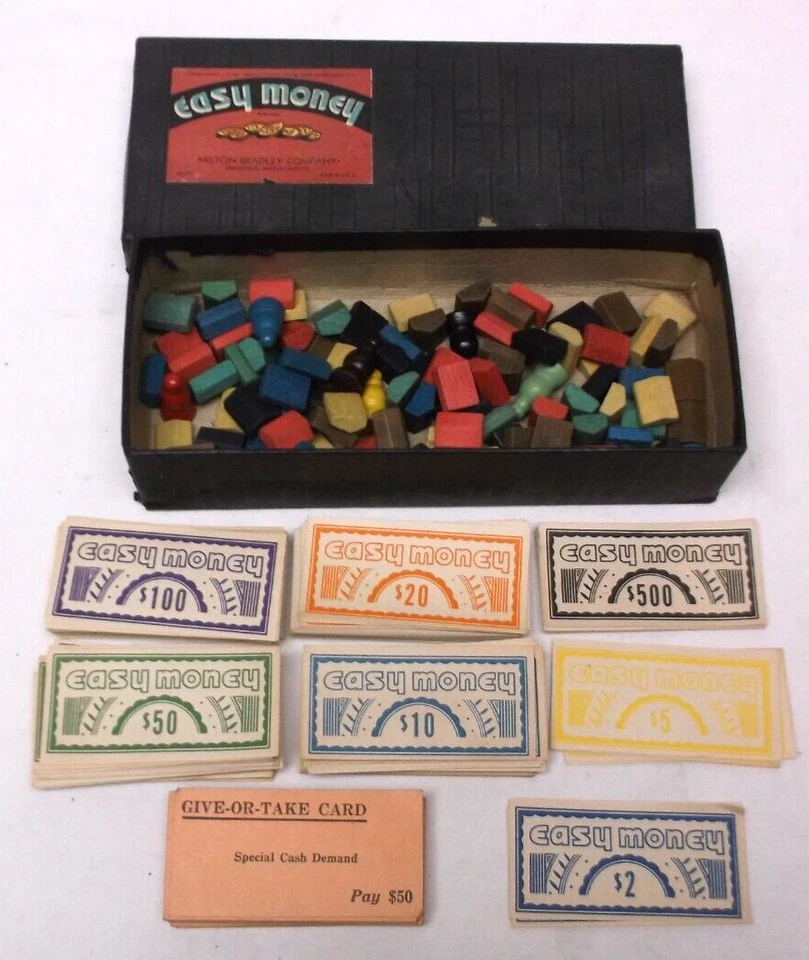 easy money
MILTON BRADLEY COMPANY
easy money
$100
easy money
$20
easy money
$500
easy money
$50
easy money
$10
easy money
$5
GIVE-OR-TAKE CARD
Special Cash Demand
Pay $50
easy money
$2